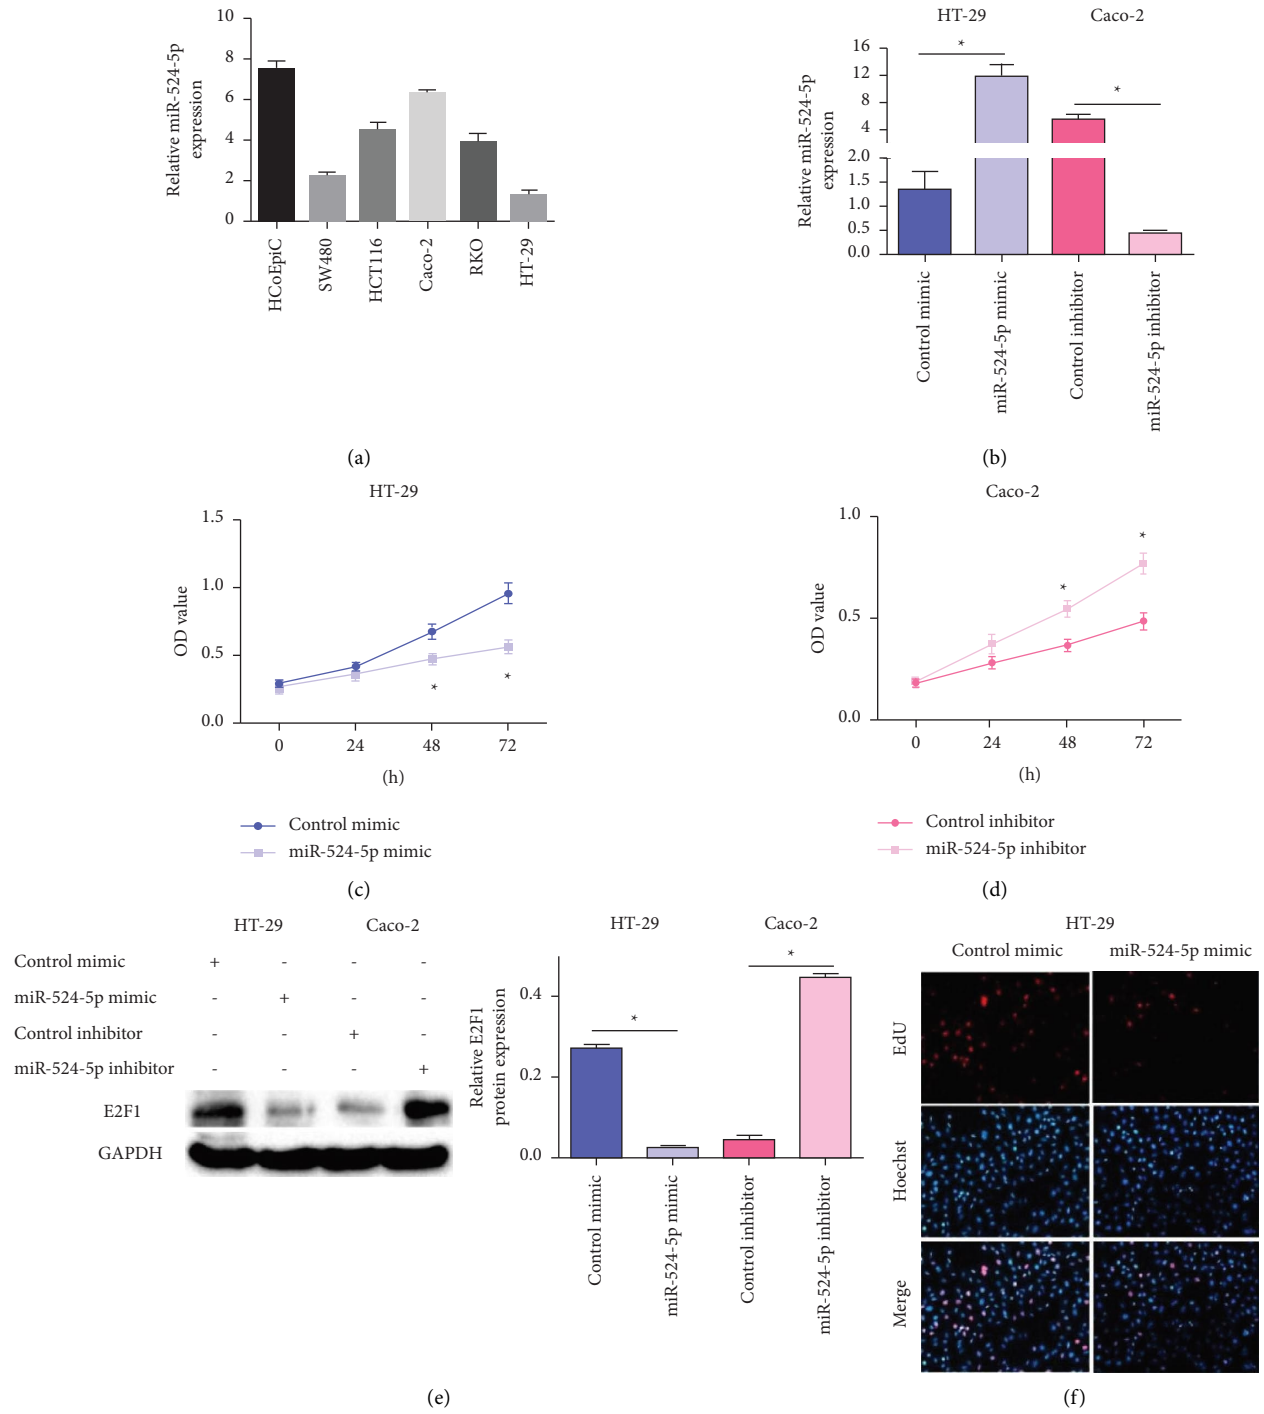 10
8
6
4
2
0
Relative miR-524-5p
expression
HCoEpiC
SW480
HCT116
Caco-2
RKO
HT-29
(a)
HT-29
Caco-2
16
12
8
4
2.0
1.5
1.0
0.5
0.0
Relative miR-524-5p
expression
*
*
Control mimic
miR-524-5p mimic
Control inhibitor
miR-524-5p inhibitor
(b)
HT-29
1.5
1.0
0.5
0.0
OD value
*
*
0
24
48
72
(h)
Control mimic
miR-524-5p mimic
(c)
Caco-2
1.0
0.5
0.0
OD value
*
*
0
24
48
72
(h)
Control inhibitor
miR-524-5p inhibitor
(d)
HT-29
Caco-2
Control mimic + - - -
miR-524-5p mimic - + - -
Control inhibitor - - + -
miR-524-5p inhibitor - - - +
E2F1
GAPDH
HT-29
Caco-2
0.4
0.2
0.0
Relative E2F1
protein expression
*
*
Control mimic
miR-524-5p mimic
Control inhibitor
miR-524-5p inhibitor
(e)
HT-29
Control mimic
miR-524-5p mimic
EdU
Hoechst
Merge
(f)